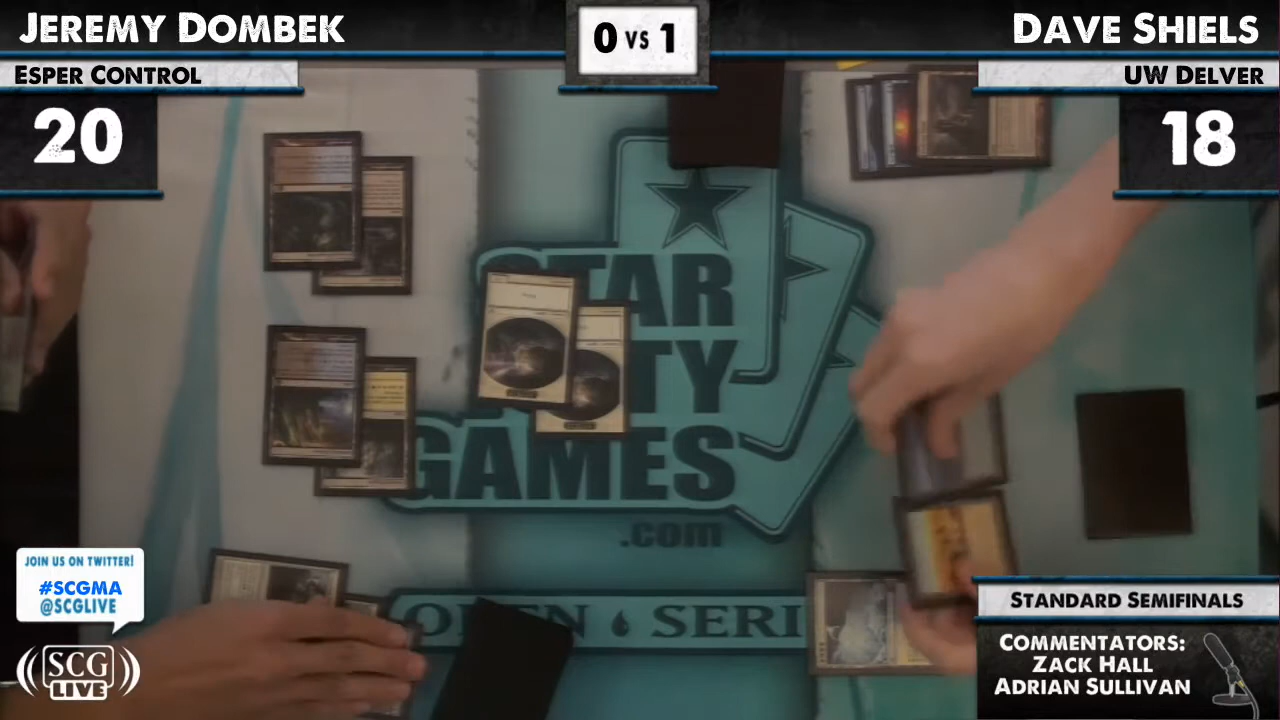 JEREMY DOMBEK
0 VS 1
DAVE SHIELS
ESPER CONTROL
UW DELVER
20
18
STAR
CITY
GAMES
.com
OPEN SERI
JOIN US ON TWITTER!
#SCGMA
@SCGLIVE
SCG
LIVE
STANDARD SEMIFINALS
COMMENTATORS:
ZACK HALL
ADRIAN SULLIVAN